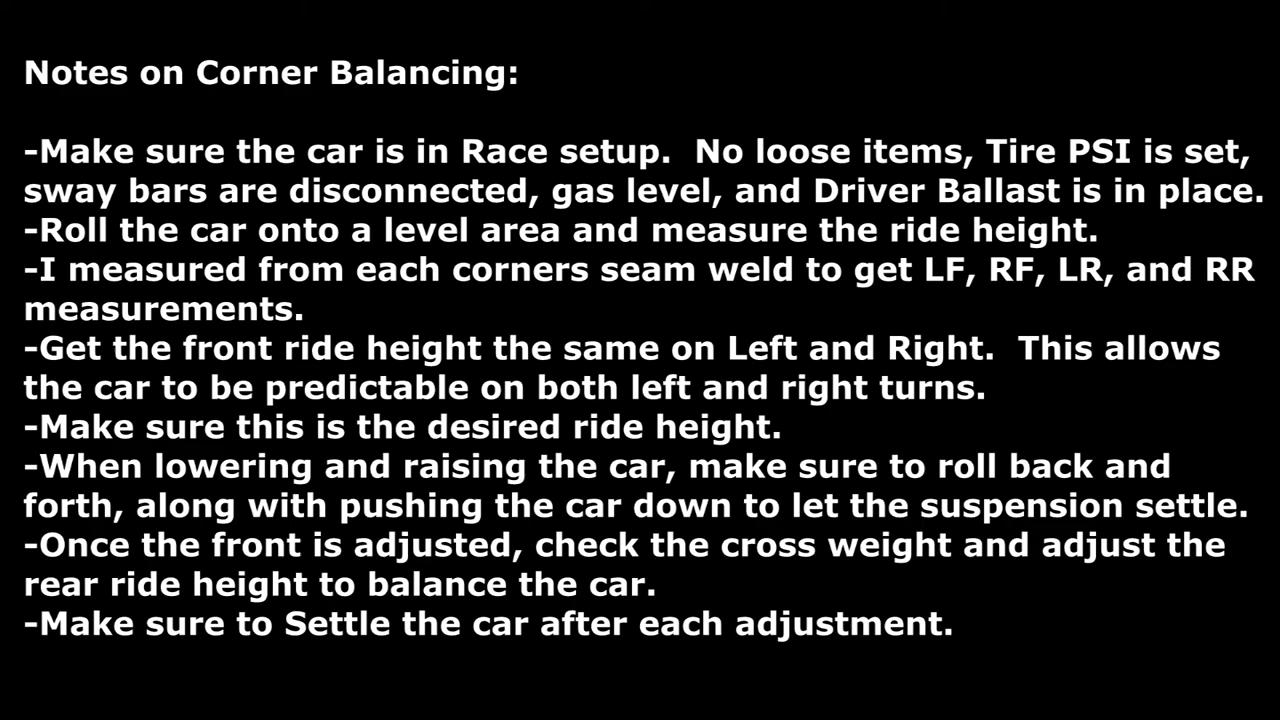 Notes on Corner Balancing:
-Make sure the car is in Race setup.  No loose items, Tire PSI is set,
sway bars are disconnected, gas level, and Driver Ballast is in place.
-Roll the car onto a level area and measure the ride height.
-I measured from each corners seam weld to get LF, RF, LR, and RR
measurements.
-Get the front ride height the same on Left and Right.  This allows
the car to be predictable on both left and right turns.
-Make sure this is the desired ride height.
-When lowering and raising the car, make sure to roll back and
forth, along with pushing the car down to let the suspension settle.
-Once the front is adjusted, check the cross weight and adjust the
rear ride height to balance the car.
-Make sure to Settle the car after each adjustment.